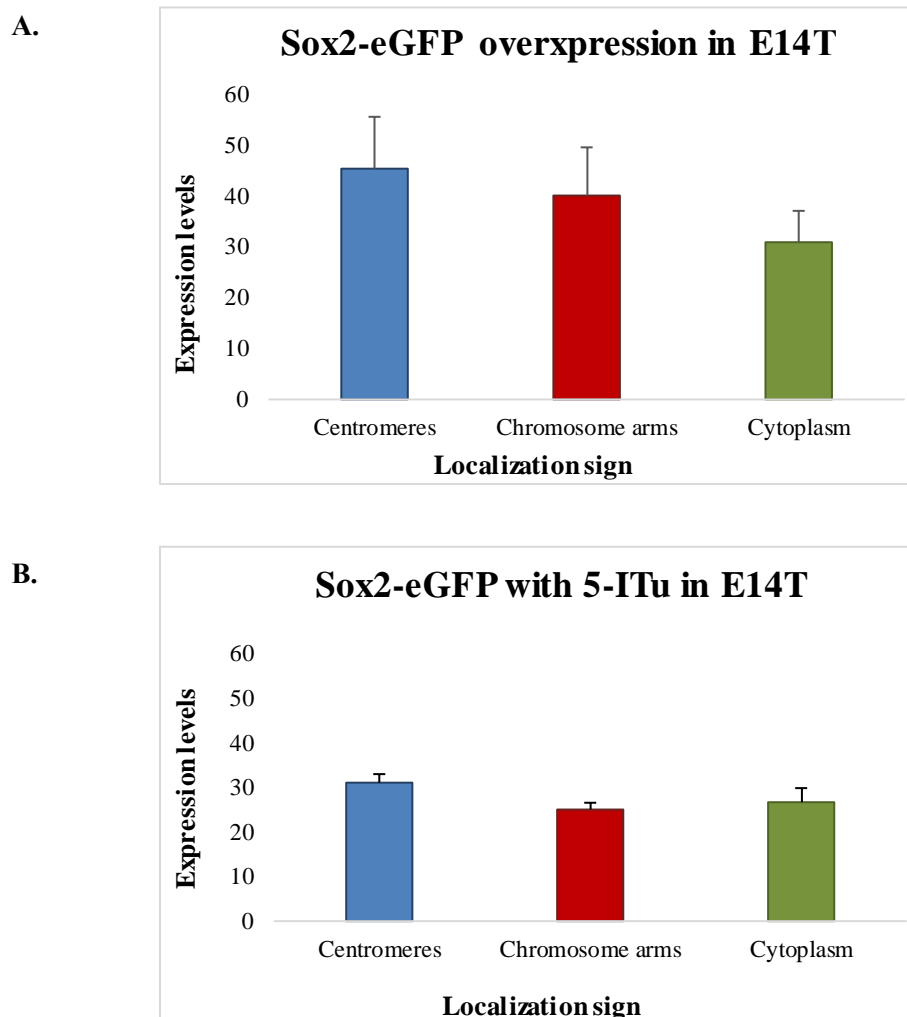 A.
Sox2-eGFP overxpression in E14T
60
50
40
30
20
10
0
Expression levels
Centromeres Chromosome arms Cytoplasm
Localization sign
B.
Sox2-eGFP with 5-ITu in E14T
60
50
40
30
20
10
0
Expression levels
Centromeres Chromosome arms Cytoplasm
Localization sign